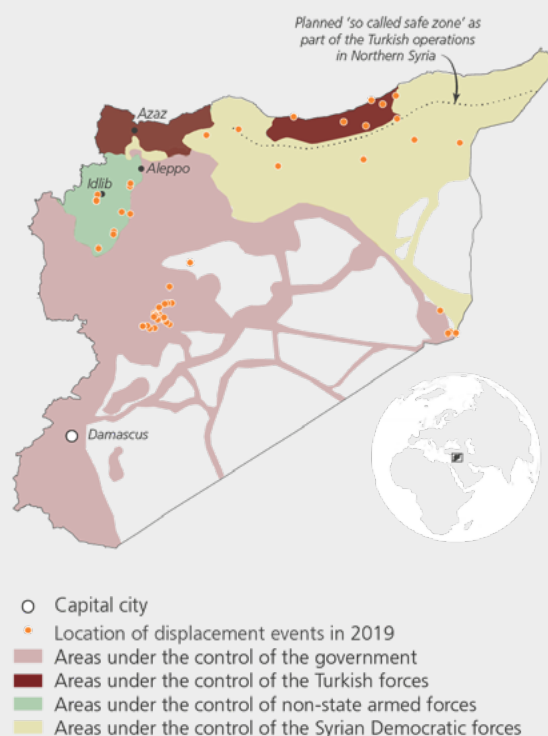 Planned ‘so called safe zone’ as
part of the Turkish operations
in Northern Syria
Azaz
Aleppo
Idlib
Damascus
Capital city
Location of displacement events in 2019
Areas under the control of the government
Areas under the control of the Turkish forces
Areas under the control of non-state armed forces
Areas under the control of the Syrian Democratic forces